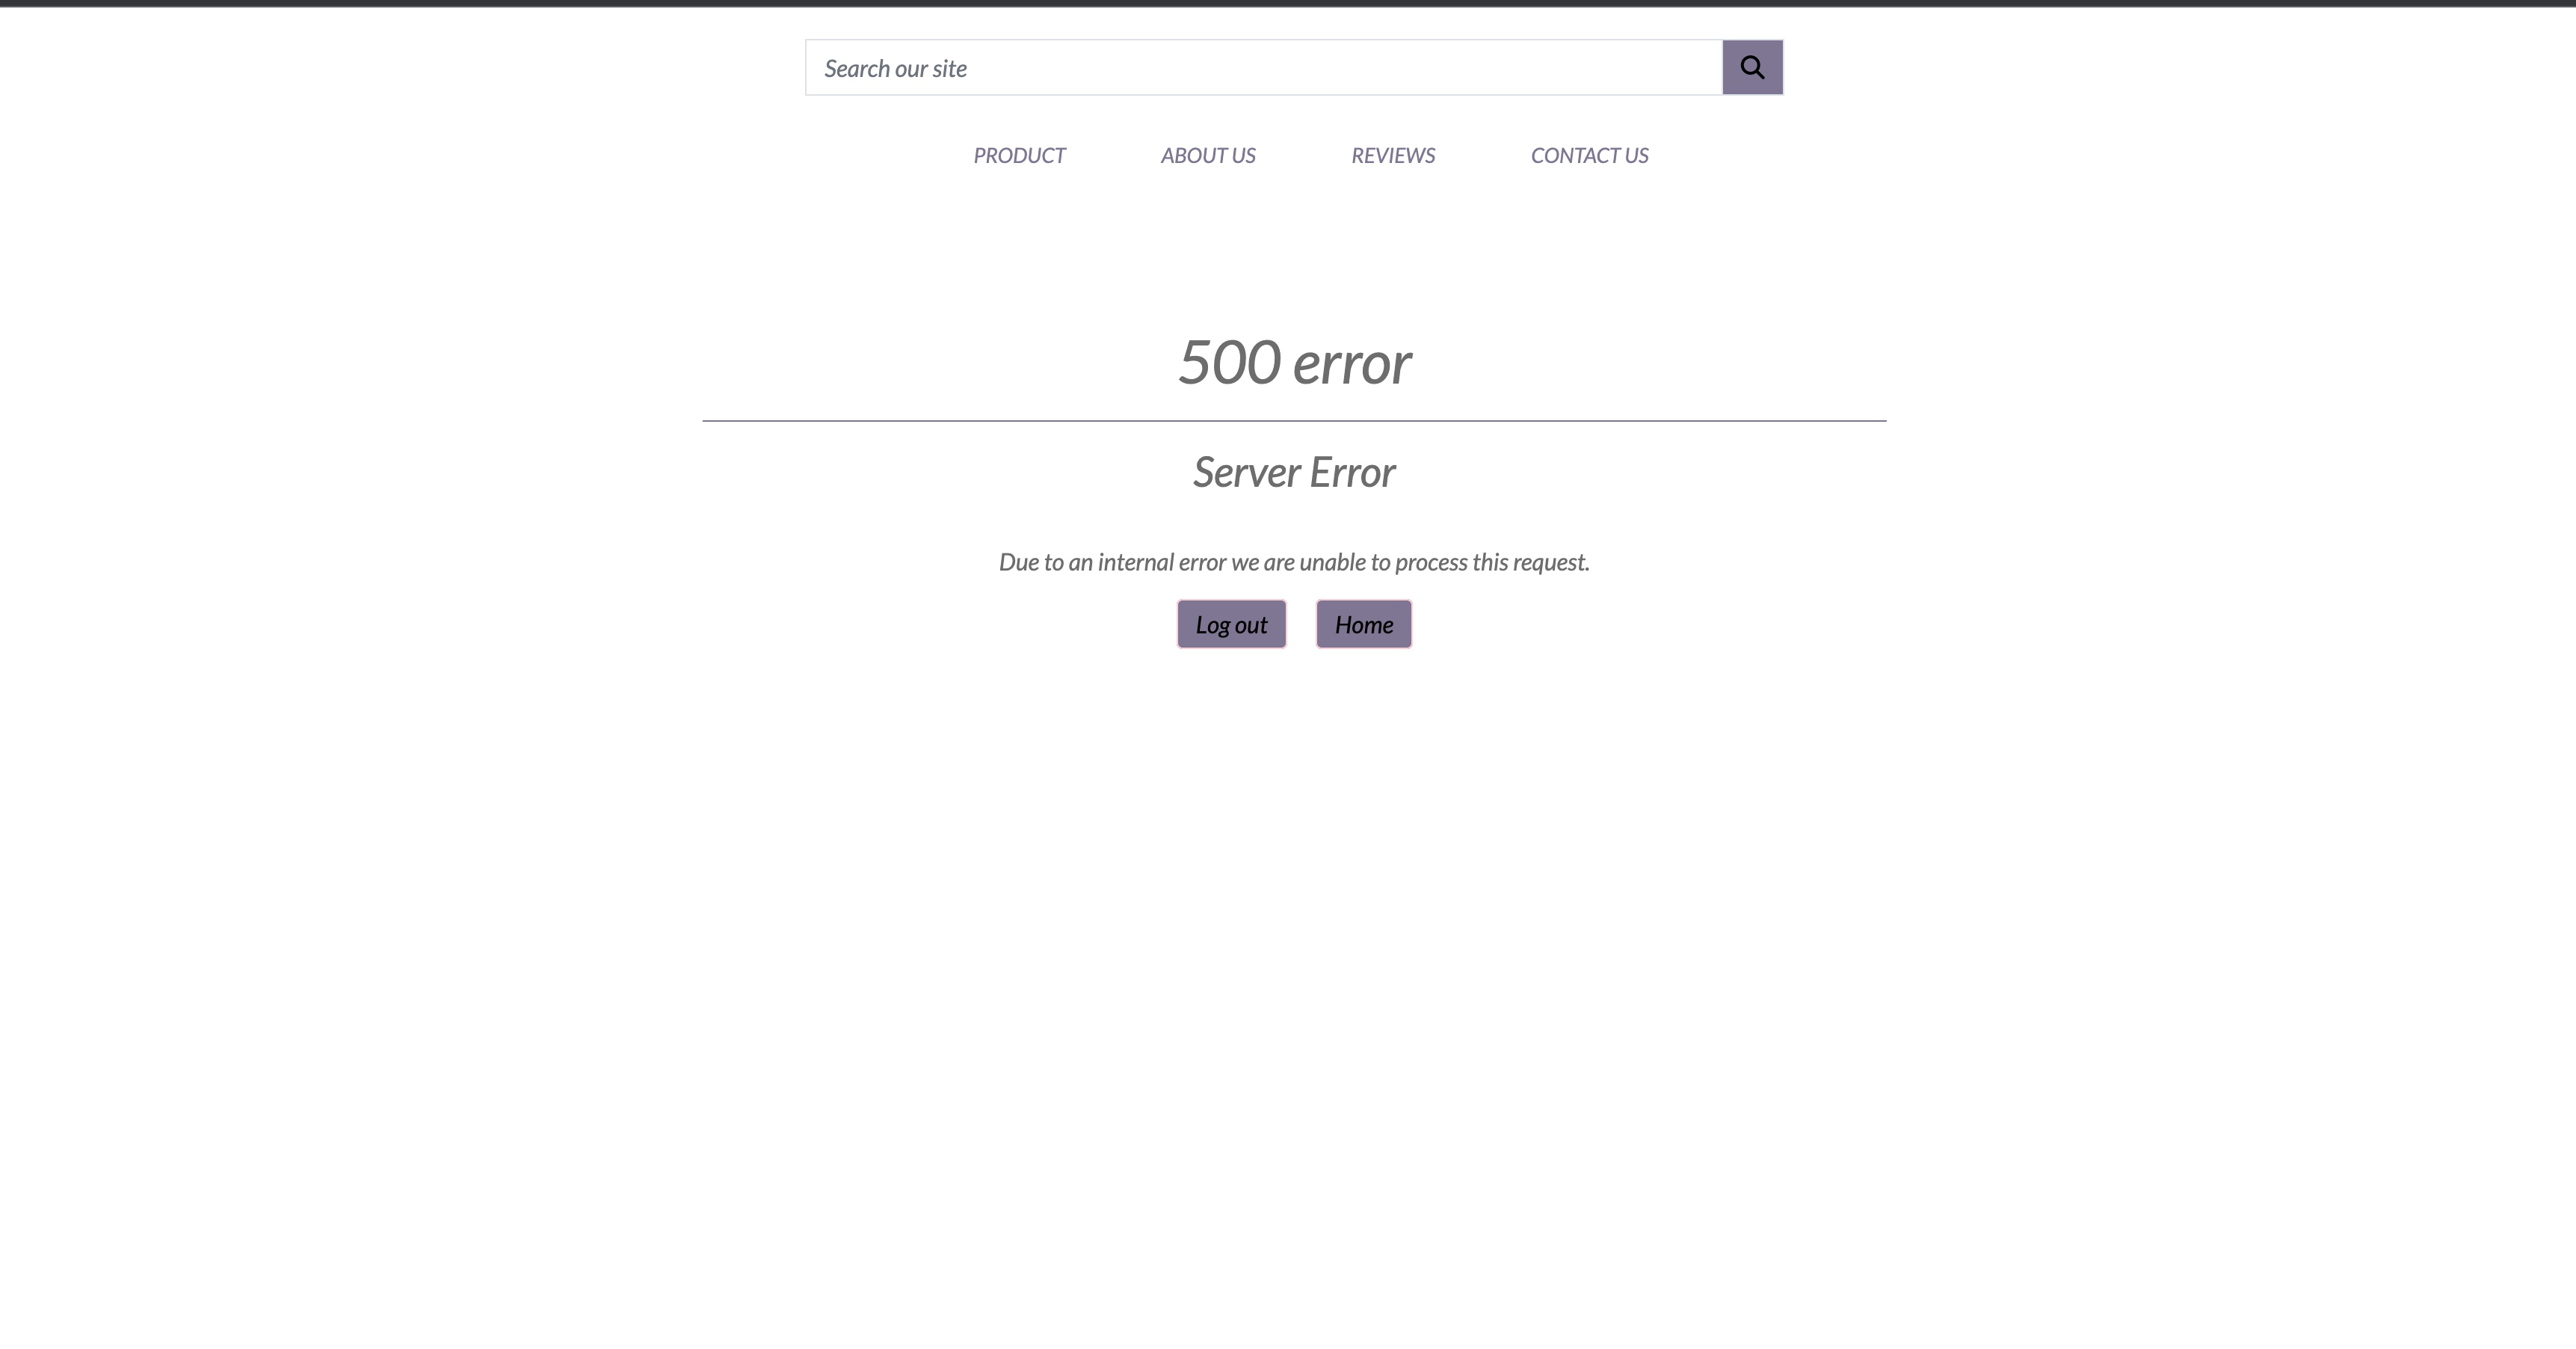 Search our site
PRODUCT ABOUT US REVIEWS CONTACT US
500 error
Server Error
Due to an internal error we are unable to process this request.
Log out Home